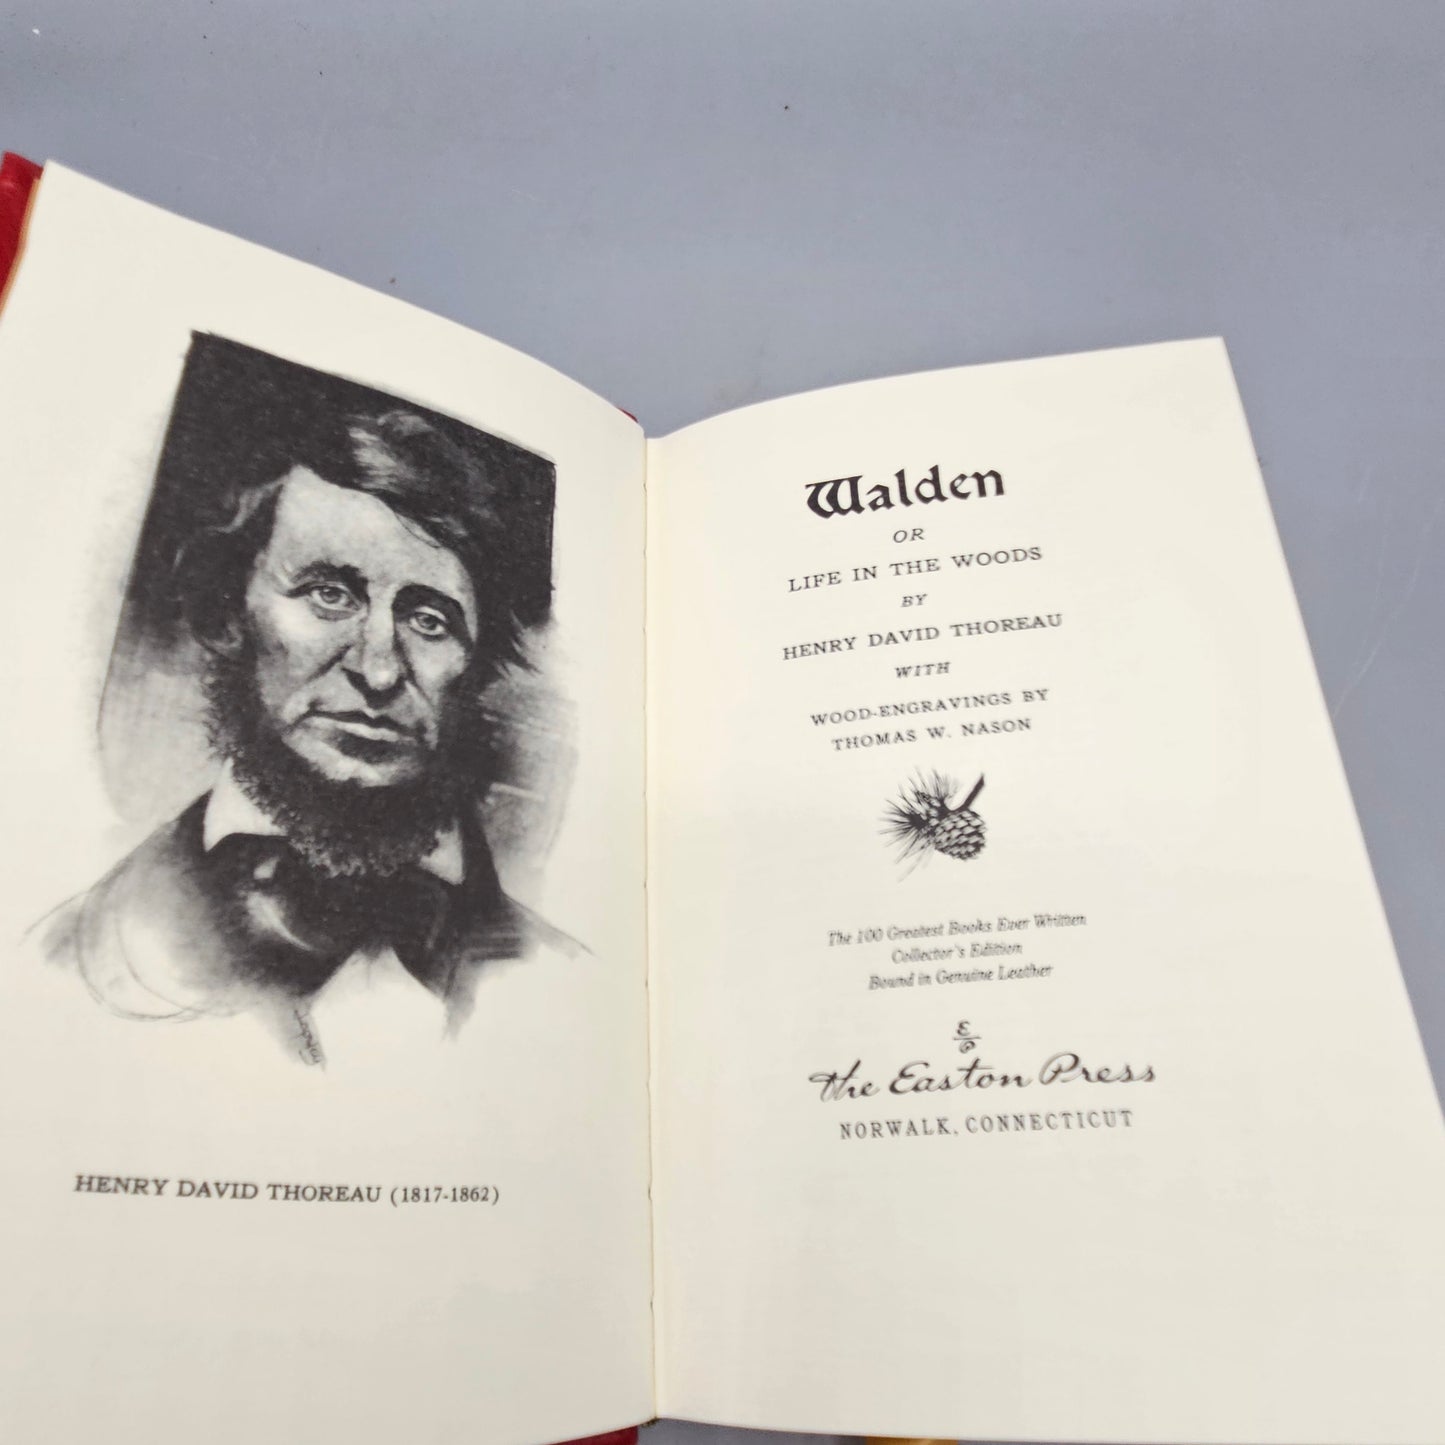 HENRY DAVID THOREAU (1817-1862)
Walden
OR
LIFE IN THE WOODS
BY
HENRY DAVID THOREAU
WITH
WOOD-ENGRAVINGS BY
THOMAS W. NASON
The 100 Greatest Books Ever Written
Collector's Edition
Bound in Genuine Leather
The Easton Press
NORWALK, CONNECTICUT